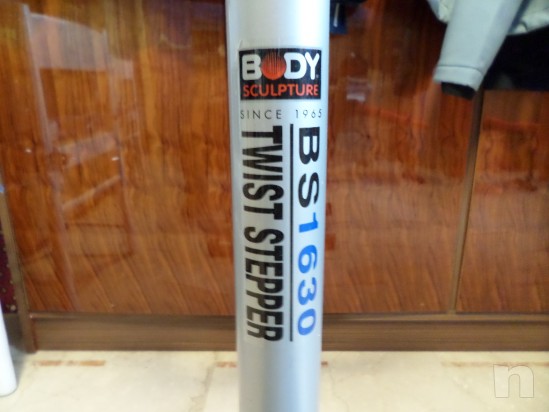 BODY
SCULPTURE
SINCE 1965
BS1630
TWIST STEPPER
n